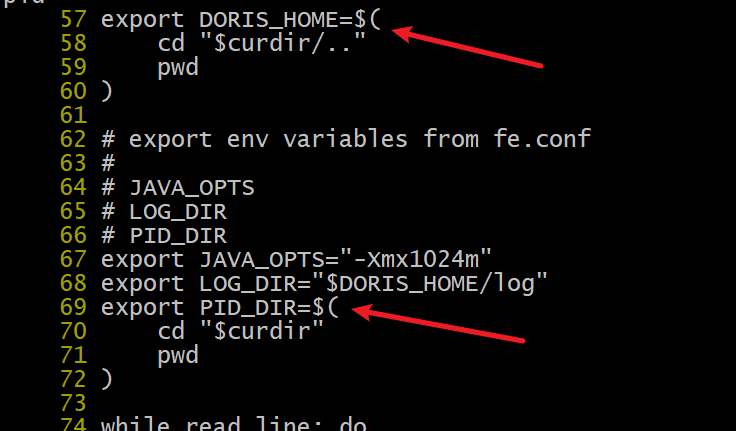 57 export DORIS_HOME=$(
58     cd "$curdir/.."
59     pwd
60 )
61
62 # export env variables from fe.conf
63 #
64 # JAVA_OPTS
65 # LOG_DIR
66 # PID_DIR
67 export JAVA_OPTS="-Xmx1024m"
68 export LOG_DIR="$DORIS_HOME/log"
69 export PID_DIR=$(
70     cd "$curdir"
71     pwd
72 )
73
74 while read line; do